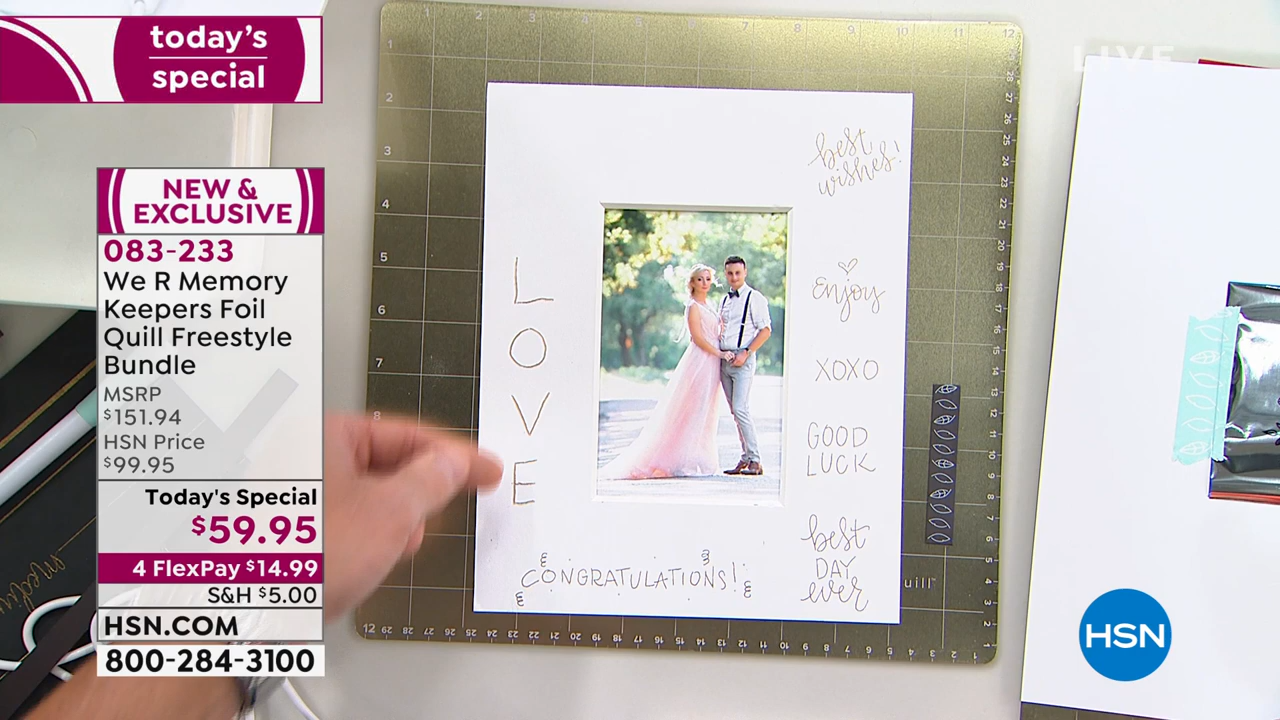 today's
special
LIVE
NEW &
EXCLUSIVE
083-233
We R Memory
Keepers Foil
Quill Freestyle
Bundle
MSRP
$151.94
HSN Price
$99.95
Today's Special
$59.95
4 FlexPay $14.99
S&H $5.00
HSN.COM
800-284-3100
best
wishes!
enjoy
XOXO
GOOD
LUCK
best
DAY
ever
L
O
V
E
CONGRATULATIONS!
HSN